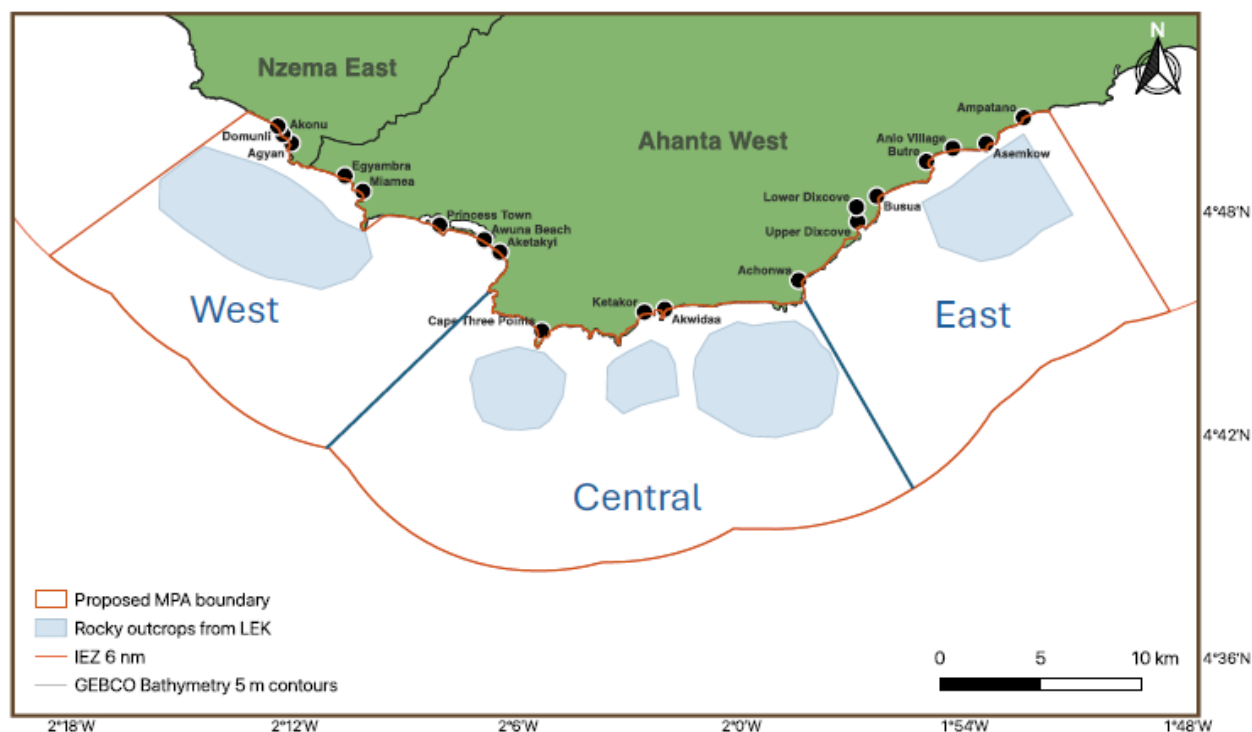 N
Nzema East
Ampatano
Akonu
Domunli
Agyan
Ahanta West
Anlo Village
Butre
Asemkow
Egyambra
Miamea
Lower Dixcove
Busua
4°48'N
Princess Town
Awuna Beach
Aketakyi
Upper Dixcove
Achonwa
West
Ketakor
Akwidaa
East
Cape Three Points
4°42'N
Central
Proposed MPA boundary
Rocky outcrops from LEK
IEZ 6 nm
GEBCO Bathymetry 5 m contours
0 5 10 km
4°36'N
2°18'W 2°12'W 2°6'W 2°0'W 1°54'W 1°48'W